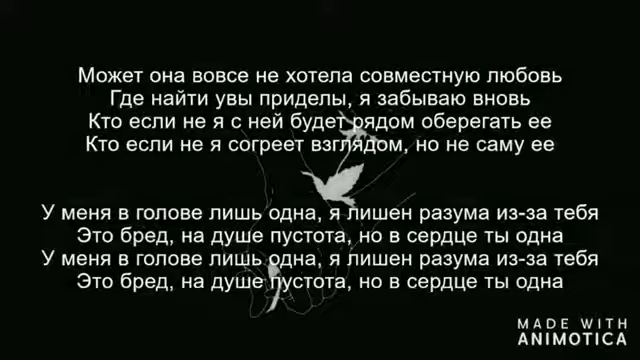 Может она вовсе не хотела совместную любовь
Где найти увы приделы, я забываю вновь
Кто если не я с ней будет рядом оберегать ее
Кто если не я согреет взглядом, но не саму ее
У меня в голове лишь одна, я лишен разума из-за тебя
Это бред, на душе пустота, но в сердце ты одна
У меня в голове лишь одна, я лишен разума из-за тебя
Это бред, на душе пустота, но в сердце ты одна
MADE WITH
ANIMOTICA